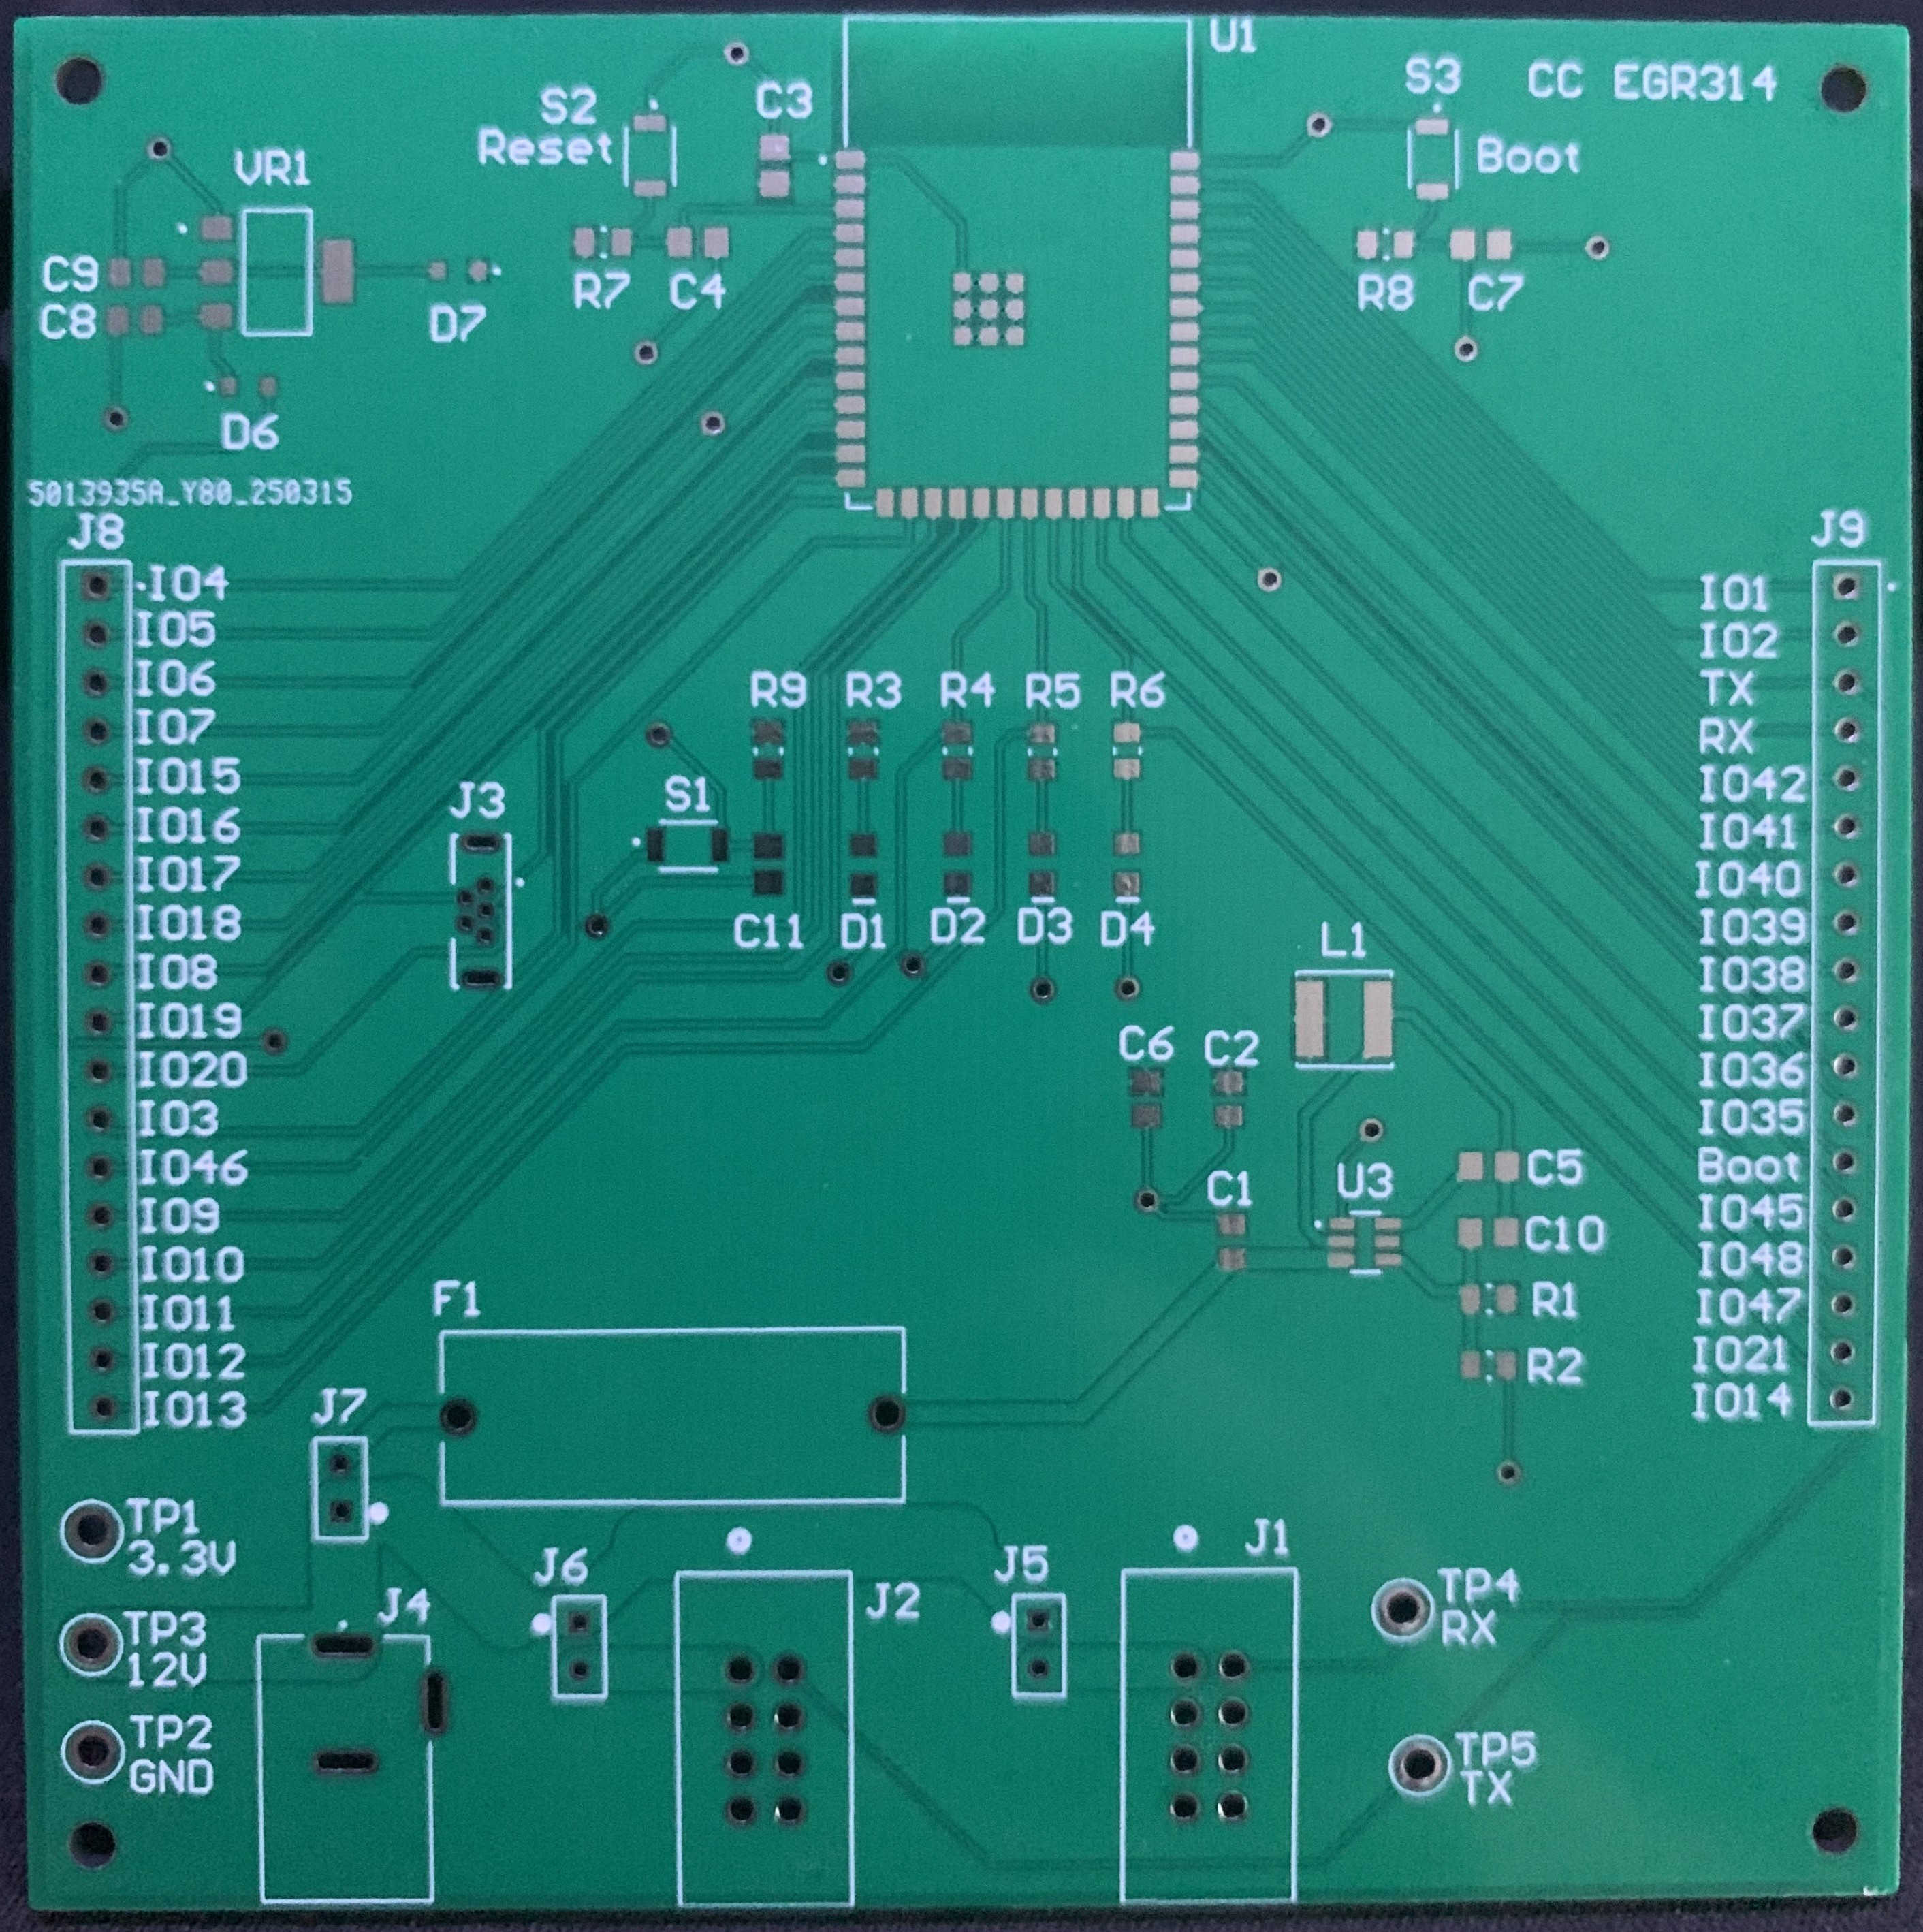 U1
S2
Reset
C3
S3
CC EGR314
Boot
VR1
C9
R7
C4
R8
C7
C8
D7
D6
5013935A_Y80_250315
J8
J9
IO4
IO5
IO6
IO7
IO15
IO16
IO17
IO18
IO8
IO19
IO20
IO3
IO46
IO9
IO10
IO11
IO12
IO13
IO1
IO2
TX
RX
IO42
IO41
IO40
IO39
IO38
IO37
IO36
IO35
Boot
IO45
IO48
IO47
IO21
IO14
R9 R3 R4 R5 R6
J3
S1
C11 D1 D2 D3 D4
L1
C6 C2
C1
U3
C5
C10
R1
R2
F1
J7
TP1
3.3V
J6
J2
J5
J1
J4
TP3
12V
TP2
GND
TP4
RX
TP5
TX